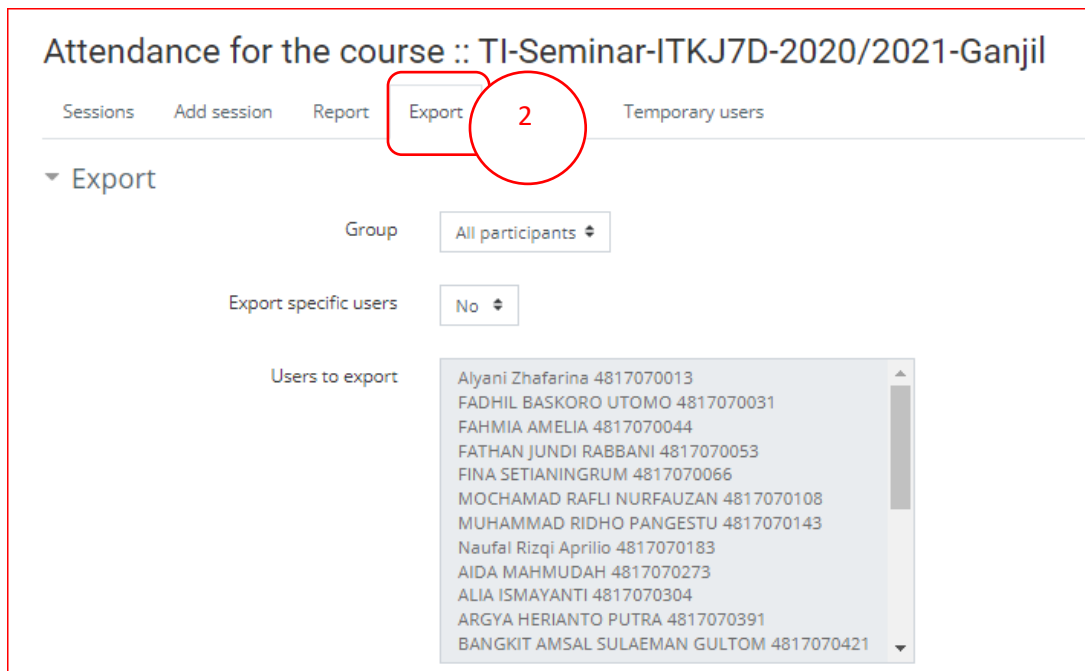 Attendance for the course :: TI-Seminar-ITKJ7D-2020/2021-Ganjil
Sessions Add session Report Export 2 Temporary users
Export
Group All participants
Export specific users No
Users to export
Alyani Zhafarina 4817070013
FADHIL BASKORO UTOMO 4817070031
FAHMIA AMELIA 4817070044
FATHAN JUNDI RABBANI 4817070053
FINA SETIANINGRUM 4817070066
MOCHAMAD RAFLI NURFAUZAN 4817070108
MUHAMMAD RIDHO PANGESTU 4817070143
Naufal Rizqi Aprilio 4817070183
AIDA MAHMUDAH 4817070273
ALIA ISMAYANTI 4817070304
ARGYA HERIANTO PUTRA 4817070391
BANGKIT AMSAL SULAEMAN GULTOM 4817070421